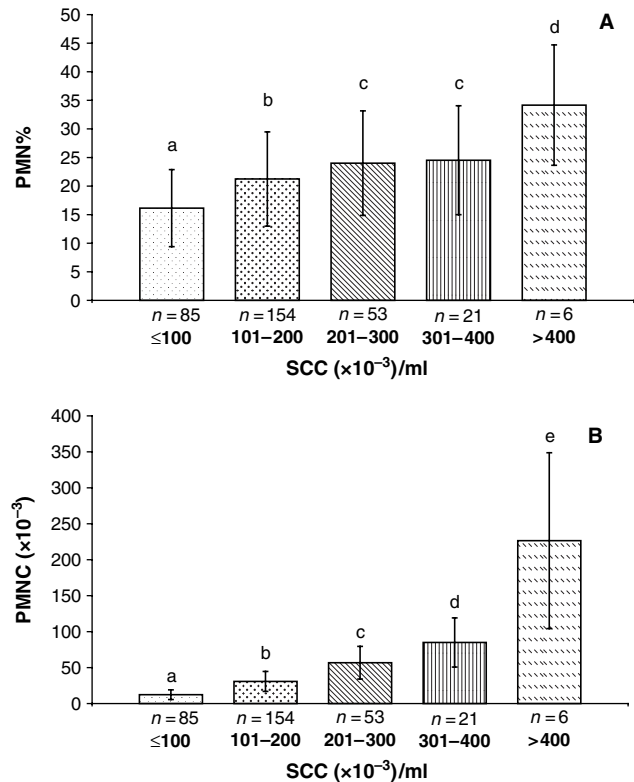 A
PMN%
50
45
40
35
30
25
20
15
10
5
0
a
b
c
c
d
n = 85
n = 154
n = 53
n = 21
n = 6
≤100
101–200
201–300
301–400
>400
SCC (×10⁻³)/ml
B
PMNC (×10⁻³)
400
350
300
250
200
150
100
50
0
a
b
c
d
e
n = 85
n = 154
n = 53
n = 21
n = 6
≤100
101–200
201–300
301–400
>400
SCC (×10⁻³)/ml